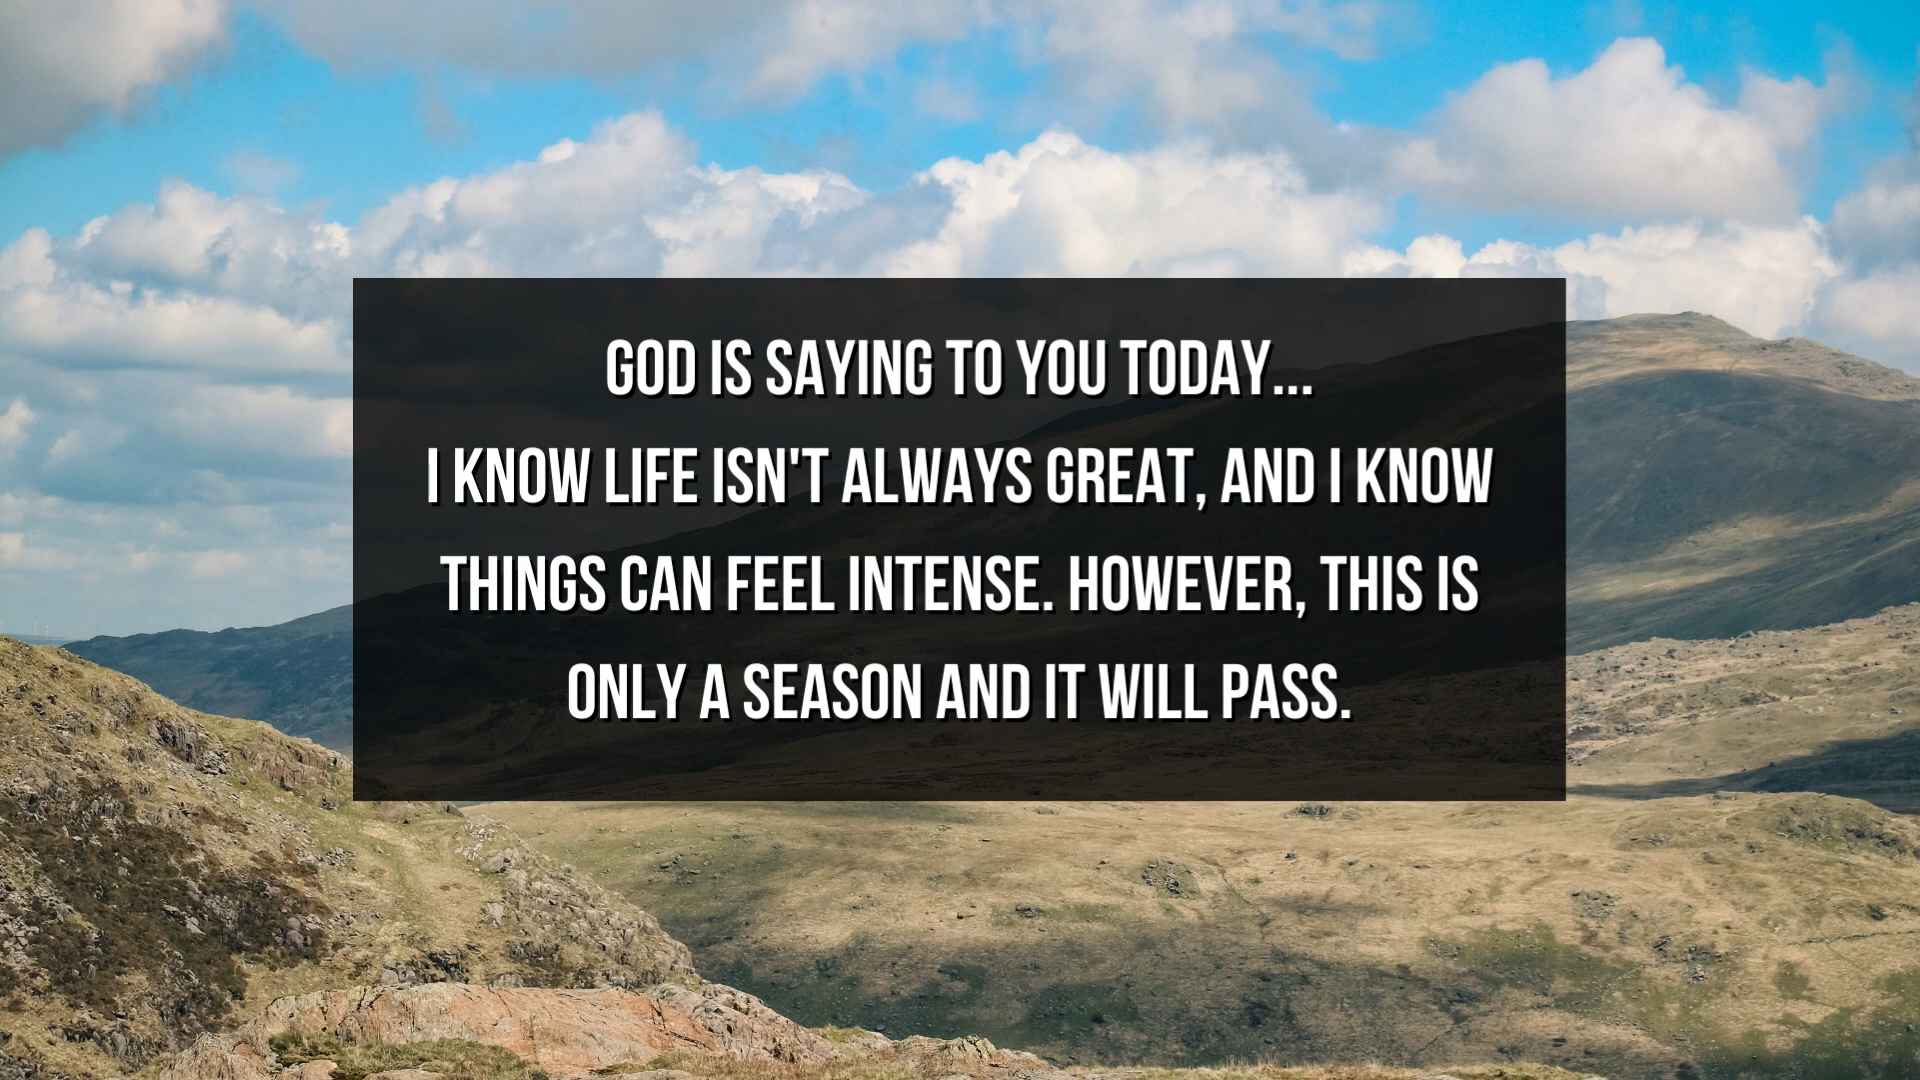 GOD IS SAYING TO YOU TODAY...
I KNOW LIFE ISN'T ALWAYS GREAT, AND I KNOW
THINGS CAN FEEL INTENSE. HOWEVER, THIS IS
ONLY A SEASON AND IT WILL PASS.